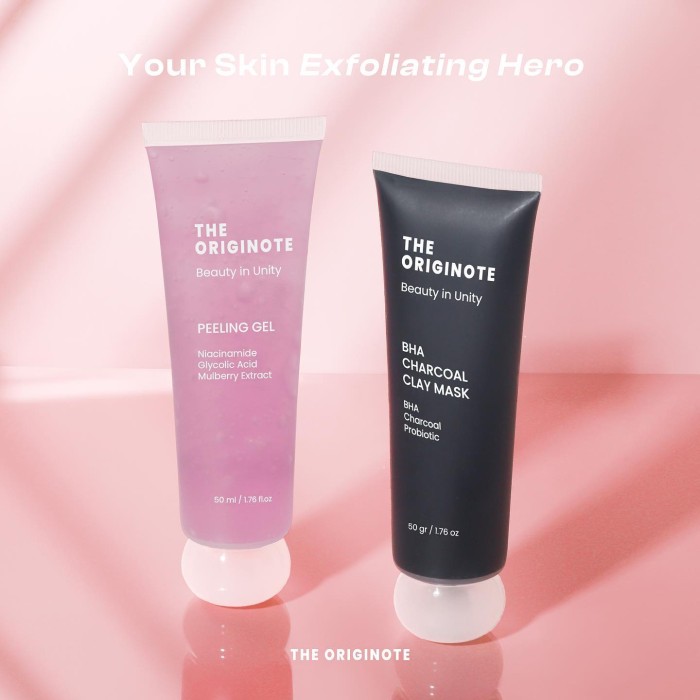 Your Skin Exfoliating Hero
THE
ORIGINOTE
Beauty in Unity
PEELING GEL
Niacinamide
Glycolic Acid
Mulberry Extract
50 ml / 1.76 fl.oz
THE
ORIGINOTE
Beauty in Unity
BHA
CHARCOAL
CLAY MASK
BHA
Charcoal
Probiotic
50 gr / 1.76 oz
THE ORIGINOTE